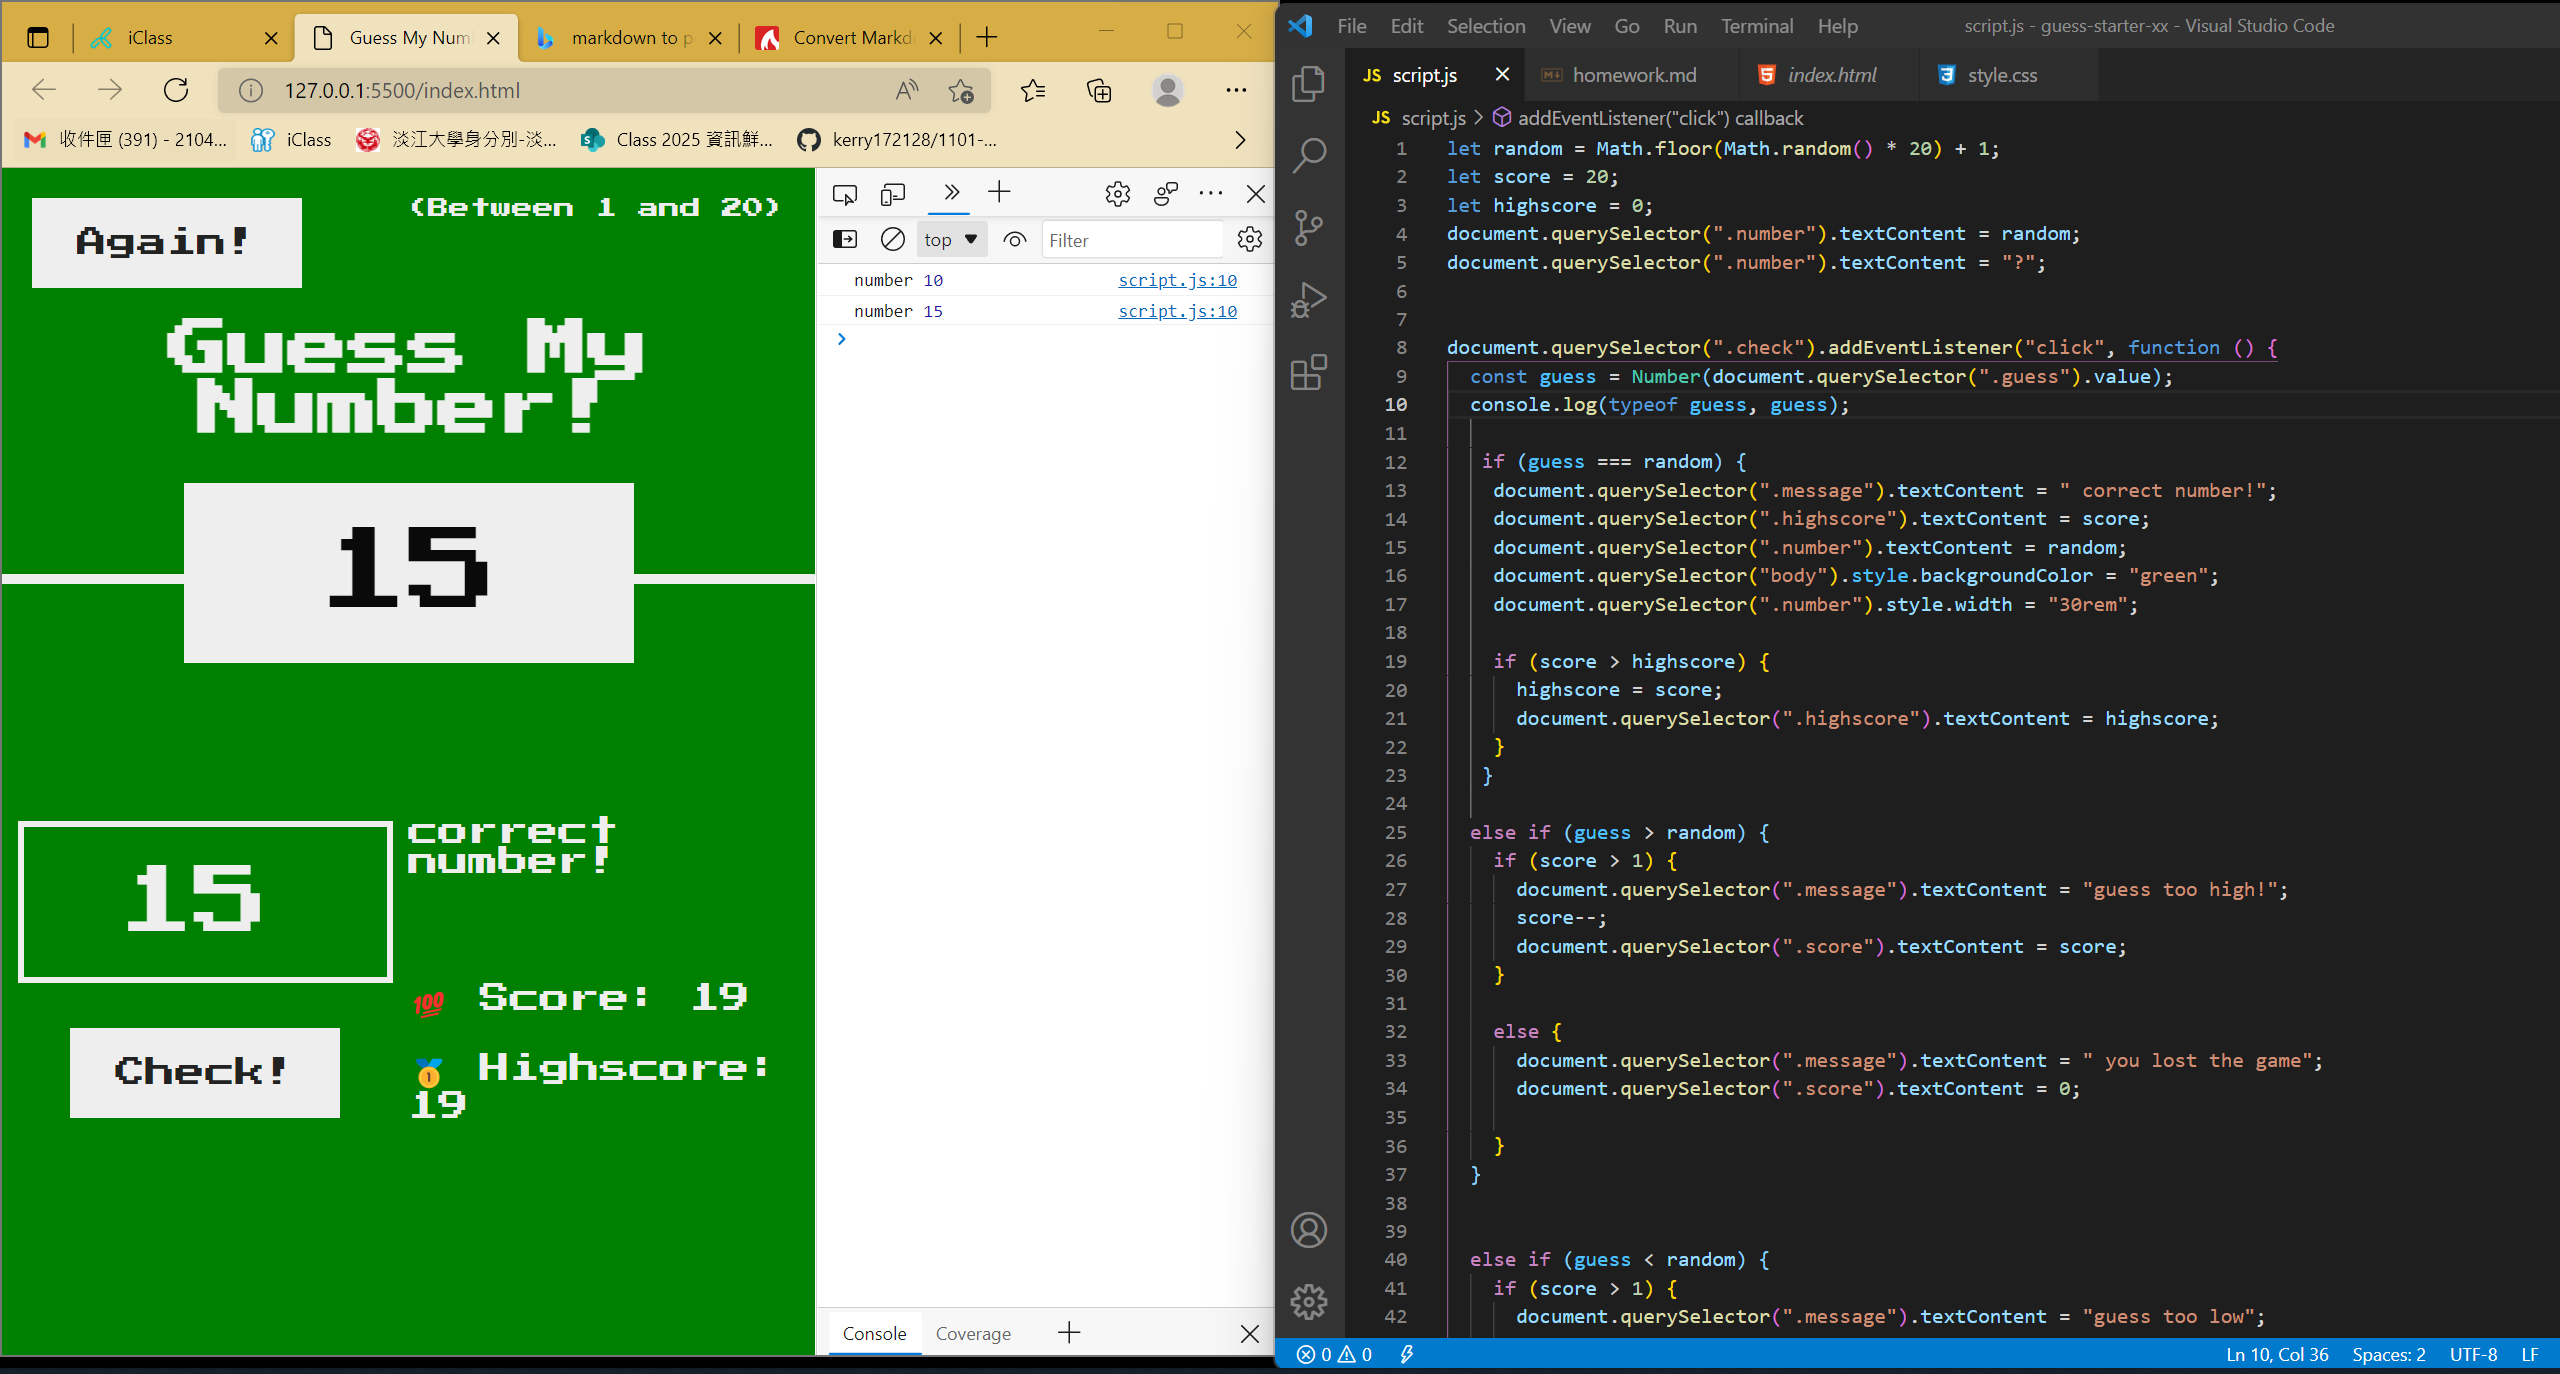 iClass
Guess My Num
markdown to p
Convert Markd
127.0.0.1:5500/index.html
收件匣 (391) - 2104...
iClass
淡江大學身分別-淡...
Class 2025 資訊鮮...
kerry172128/1101-...
Again!
(Between 1 and 20)
Guess My
Number!
15
15
correct
number!
💯 Score: 19
Check!
🥇 Highscore:
19
top
Filter
number 10 script.js:10
number 15 script.js:10
Console
Coverage
File Edit Selection View Go Run Terminal Help
script.js - guess-starter-xx - Visual Studio Code
JS script.js
homework.md
index.html
style.css
JS script.js > addEventListener("click") callback
1 let random = Math.floor(Math.random() * 20) + 1;
2 let score = 20;
3 let highscore = 0;
4 document.querySelector(".number").textContent = random;
5 document.querySelector(".number").textContent = "?";
6
7
8 document.querySelector(".check").addEventListener("click", function () {
9 const guess = Number(document.querySelector(".guess").value);
10 console.log(typeof guess, guess);
11
12 if (guess === random) {
13 document.querySelector(".message").textContent = " correct number!";
14 document.querySelector(".highscore").textContent = score;
15 document.querySelector(".number").textContent = random;
16 document.querySelector("body").style.backgroundColor = "green";
17 document.querySelector(".number").style.width = "30rem";
18
19 if (score > highscore) {
20 highscore = score;
21 document.querySelector(".highscore").textContent = highscore;
22 }
23 }
24
25 else if (guess > random) {
26 if (score > 1) {
27 document.querySelector(".message").textContent = "guess too high!";
28 score--;
29 document.querySelector(".score").textContent = score;
30 }
31
32 else {
33 document.querySelector(".message").textContent = " you lost the game";
34 document.querySelector(".score").textContent = 0;
35
36 }
37 }
38
39
40 else if (guess < random) {
41 if (score > 1) {
42 document.querySelector(".message").textContent = "guess too low";
0 0
Ln 10, Col 36 Spaces: 2 UTF-8 LF